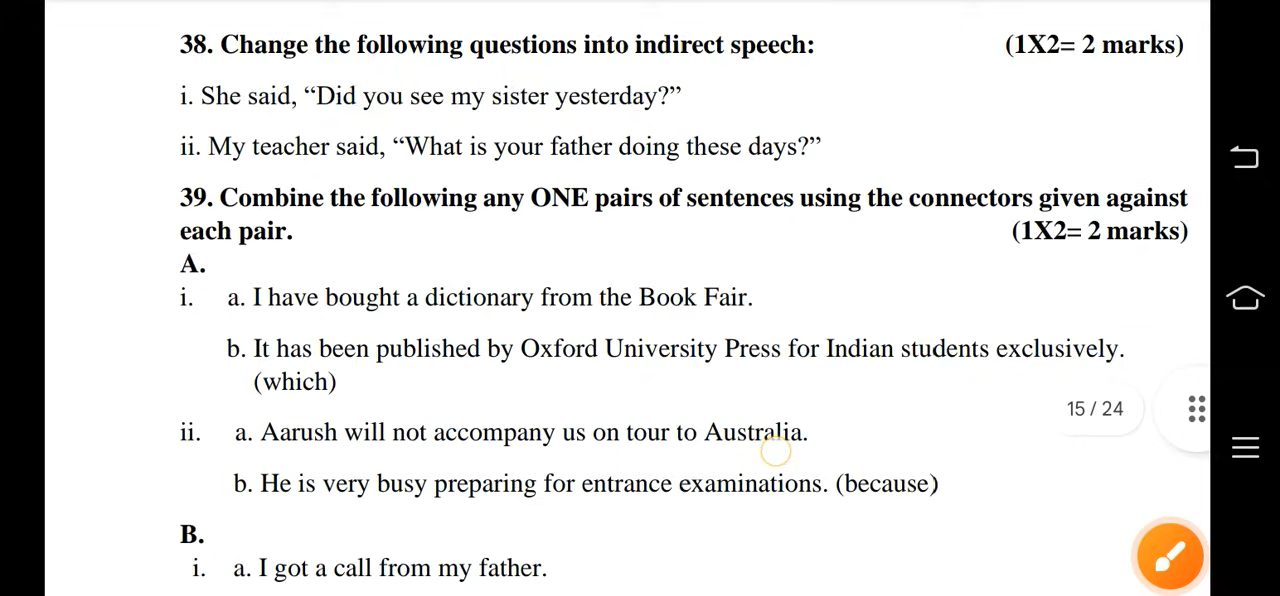 38. Change the following questions into indirect speech: (1X2= 2 marks)
i. She said, “Did you see my sister yesterday?”
ii. My teacher said, “What is your father doing these days?”
39. Combine the following any ONE pairs of sentences using the connectors given against
each pair. (1X2= 2 marks)
A.
i. a. I have bought a dictionary from the Book Fair.
b. It has been published by Oxford University Press for Indian students exclusively.
(which)
15 / 24
ii. a. Aarush will not accompany us on tour to Australia.
b. He is very busy preparing for entrance examinations. (because)
B.
i. a. I got a call from my father.